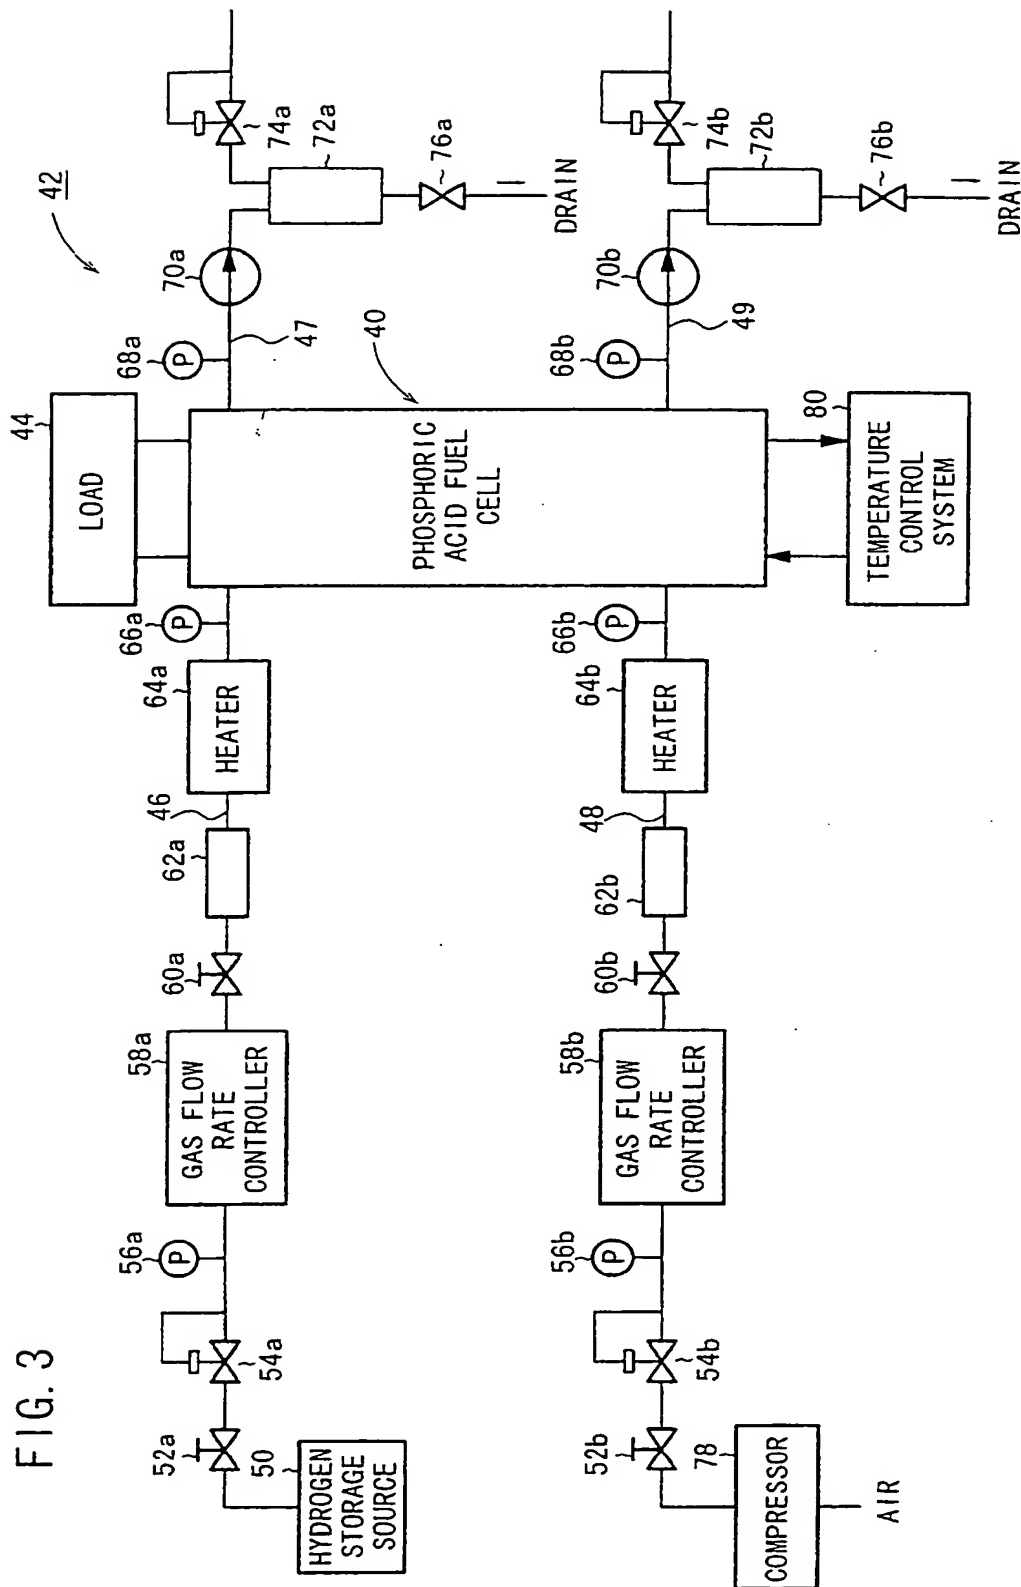 FIG. 3
42
44
LOAD
40
PHOSPHORIC
ACID FUEL
CELL
80
TEMPERATURE
CONTROL
SYSTEM
50
HYDROGEN
STORAGE
SOURCE
52a
54a
56a
P
58a
GAS FLOW
RATE
CONTROLLER
60a
62a
46
64a
HEATER
66a
P
68a
P
47
70a
72a
74a
76a
DRAIN
AIR
78
COMPRESSOR
52b
54b
56b
P
58b
GAS FLOW
RATE
CONTROLLER
60b
62b
48
64b
HEATER
66b
P
68b
P
49
70b
72b
74b
76b
DRAIN